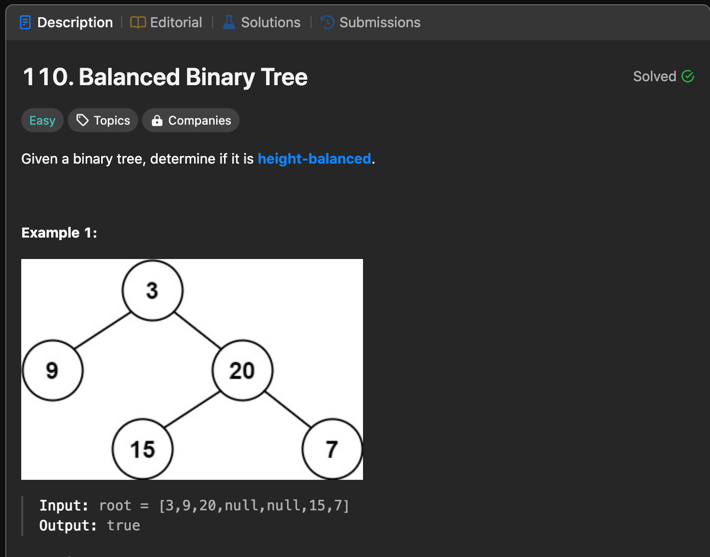 Description | Editorial | Solutions | Submissions
110. Balanced Binary Tree
Solved
Easy Topics Companies
Given a binary tree, determine if it is height-balanced.
Example 1:
3
9 20
15 7
Input: root = [3,9,20,null,null,15,7]
Output: true